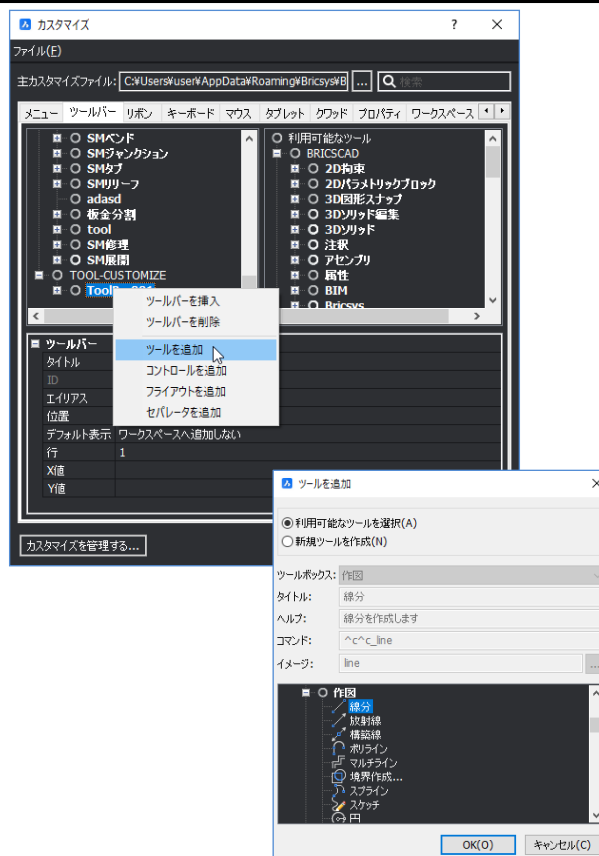 カスタマイズ ? ×
ファイル(F)
主カスタマイズファイル: C:¥Users¥user¥AppData¥Roaming¥Bricsys¥B ... 検索
メニュー ツールバー リボン キーボード マウス タブレット クワッド プロパティ ワークスペース
SMベンド
SMジャンクション
SMタブ
SMリリーフ
adasd
板金分割
tool
SM修理
SM展開
TOOL-CUSTOMIZE
利用可能なツール
BRICSCAD
2D拘束
2Dパラメトリックブロック
3D図形スナップ
3Dソリッド編集
3Dソリッド
注釈
アセンブリ
属性
BIM
Bricsys
ツールバーを挿入
ツールバーを削除
ツールを追加
コントロールを追加
フライアウトを追加
セパレータを追加
ツールバー
タイトル
ID
エイリアス
位置
デフォルト表示 ワークスペースへ追加しない
行 1
X値
Y値
カスタマイズを管理する...
ツールを追加
利用可能なツールを選択(A)
新規ツールを作成(N)
ツールボックス: 作図
タイトル: 線分
ヘルプ: 線分を作成します
コマンド: ^c^c_line
イメージ: line ...
作図
線分
放射線
構築線
ポリライン
マルチライン
境界作成...
スプライン
スケッチ
円
OK(O) キャンセル(C)